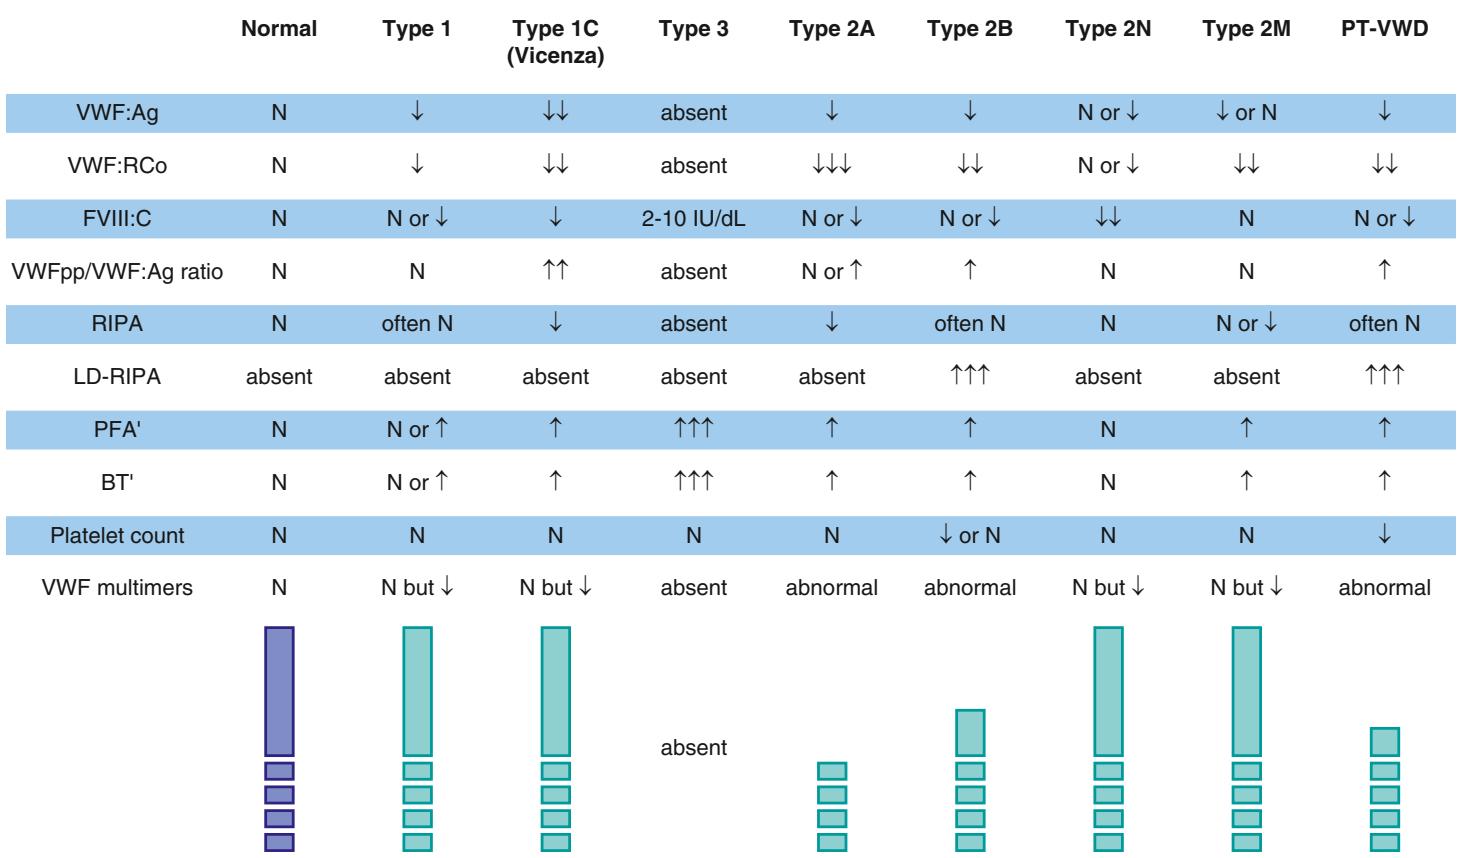 Normal Type 1 Type 1C (Vicenza) Type 3 Type 2A Type 2B Type 2N Type 2M PT-VWD
VWF:Ag N ↓ ↓↓ absent ↓ ↓ N or ↓ ↓ or N ↓
VWF:RCo N ↓ ↓↓ absent ↓↓↓ ↓↓ N or ↓ ↓↓ ↓↓
FVIII:C N N or ↓ ↓ 2-10 IU/dL N or ↓ N or ↓ ↓↓ N N or ↓
VWFpp/VWF:Ag ratio N N ↑↑ absent N or ↑ ↑ N N ↑
RIPA N often N ↓ absent ↓ often N N N or ↓ often N
LD-RIPA absent absent absent absent absent ↑↑↑ absent absent ↑↑↑
PFA' N N or ↑ ↑ ↑↑↑ ↑ ↑ N ↑ ↑
BT' N N or ↑ ↑ ↑↑↑ ↑ ↑ N ↑ ↑
Platelet count N N N N N ↓ or N N N ↓
VWF multimers N N but ↓ N but ↓ absent abnormal abnormal N but ↓ N but ↓ abnormal
absent